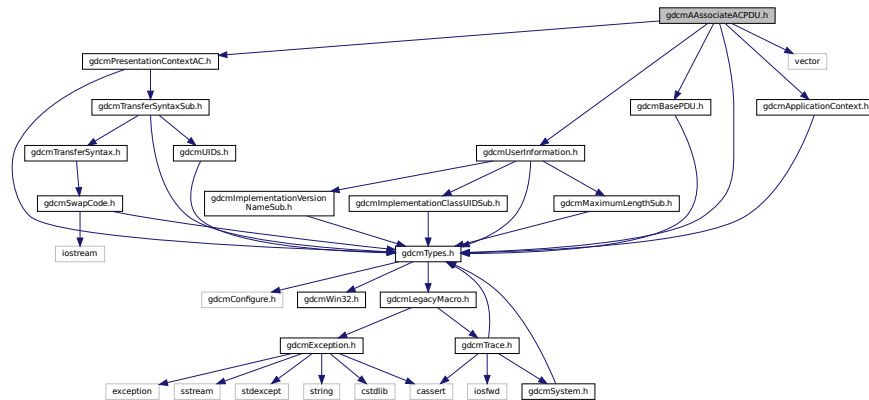 gdcmAAssociateACPDU.h
gdcmPresentationContextAC.h
vector
gdcmTransferSyntaxSub.h
gdcmBasePDU.h
gdcmApplicationContext.h
gdcmTransferSyntax.h
gdcmUIDs.h
gdcmUserInformation.h
gdcmSwapCode.h
gdcmImplementationVersion
NameSub.h
gdcmImplementationClassUIDSub.h
gdcmMaximumLengthSub.h
iostream
gdcmTypes.h
gdcmConfigure.h
gdcmWin32.h
gdcmLegacyMacro.h
gdcmException.h
gdcmTrace.h
exception
sstream
stdexcept
string
cstdlib
cassert
iosfwd
gdcmSystem.h